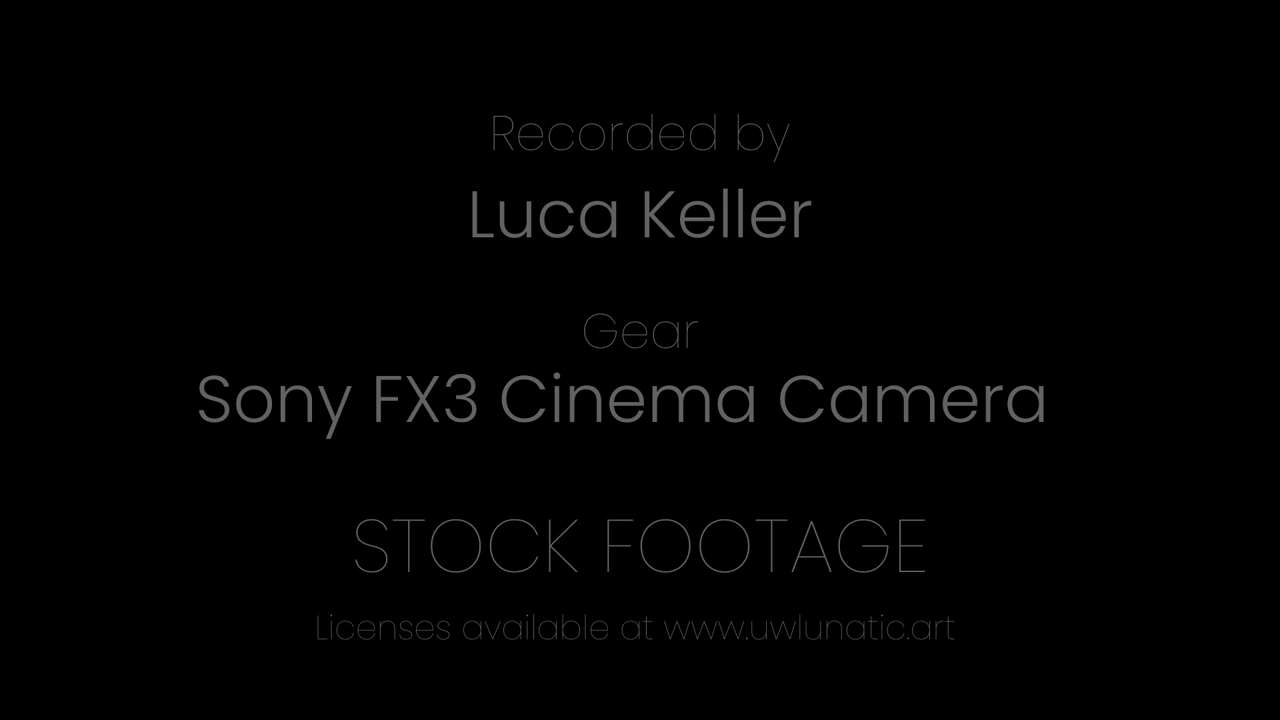 Recorded by
Luca Keller
Gear
Sony FX3 Cinema Camera
STOCK FOOTAGE
Licenses available at www.uwlunatic.art